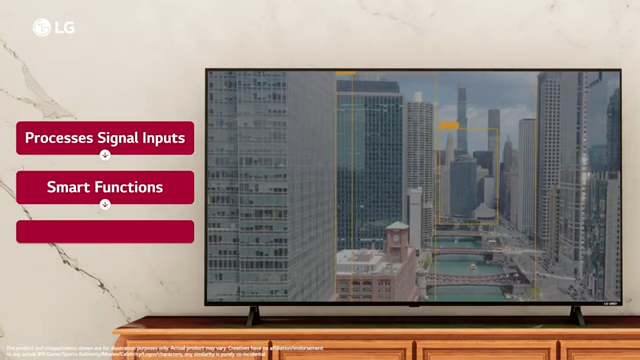 LG
Processes Signal Inputs
Smart Functions
The product and images/videos shown are for illustration purposes only. Actual product may vary. Creatives have no affiliation/endorsement
to any actual IPP/Game/Sports Authority/Movies/Celebrity/Logos/characters, any similarity is purely co-incidental